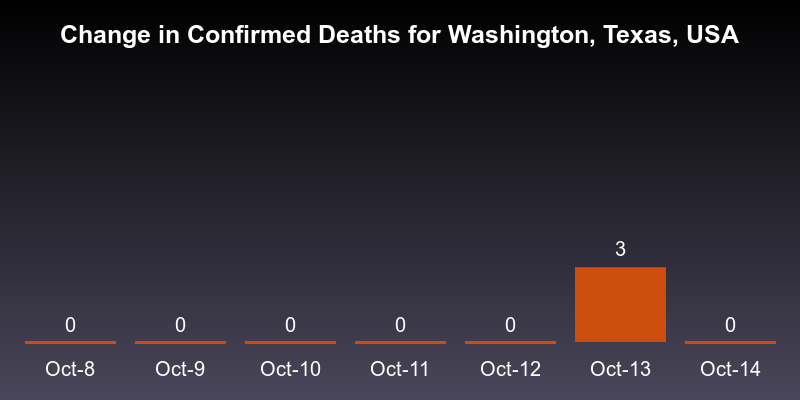 Change in Confirmed Deaths for Washington, Texas, USA
3
0 0 0 0 0 0
Oct-8 Oct-9 Oct-10 Oct-11 Oct-12 Oct-13 Oct-14